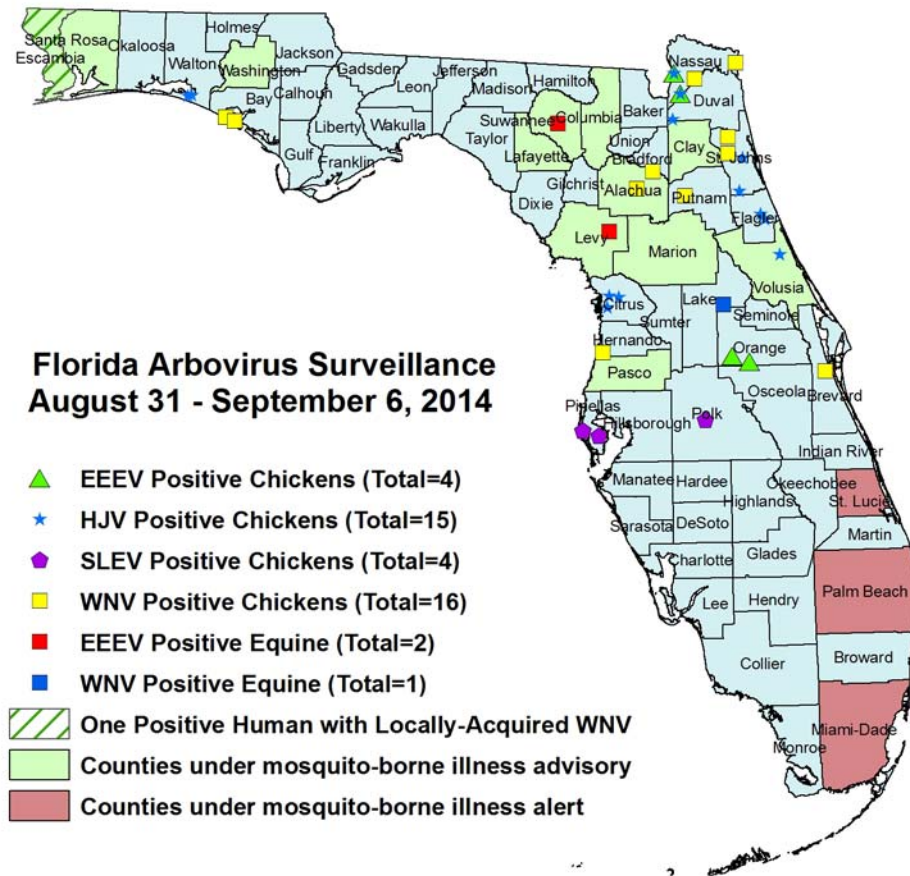 Holmes
Santa Rosa
Escambia
Okaloosa
Walton
Jackson
Washington
Bay
Calhoun
Gadsden
Leon
Jefferson
Madison
Hamilton
Liberty
Wakulla
Gulf
Franklin
Taylor
Suwannee
Columbia
Lafayette
Baker
Union
Bradford
Nassau
Duval
Clay
St. Johns
Gilchrist
Alachua
Putnam
Dixie
Flagler
Levy
Marion
Volusia
Citrus
Lake
Sumter
Seminole
Hernando
Orange
Pasco
Osceola
Brevard
Florida Arbovirus Surveillance
August 31 - September 6, 2014
Pinellas
Hillsborough
Polk
Indian River
Manatee
Hardee
Okeechobee
Highlands
St. Lucie
Sarasota
DeSoto
Martin
Charlotte
Glades
Lee
Hendry
Palm Beach
Collier
Broward
Monroe
Miami-Dade
EEEV Positive Chickens (Total=4)
HJV Positive Chickens (Total=15)
SLEV Positive Chickens (Total=4)
WNV Positive Chickens (Total=16)
EEEV Positive Equine (Total=2)
WNV Positive Equine (Total=1)
One Positive Human with Locally-Acquired WNV
Counties under mosquito-borne illness advisory
Counties under mosquito-borne illness alert
2